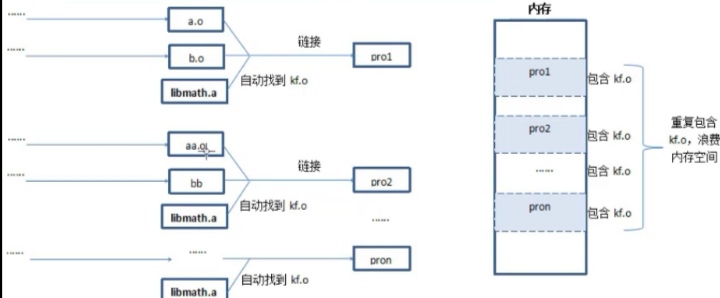 内存
……
a.o
链接
……
b.o
pro1
自动找到 kf.o
libmath.a
……
aa.o
链接
bb
pro2
自动找到 kf.o
libmath.a
……
……
……
pron
自动找到 kf.o
libmath.a
pro1
包含 kf.o
pro2
包含 kf.o
……
包含 kf.o
pron
包含 kf.o
重复包含
kf.o，浪费
内存空间